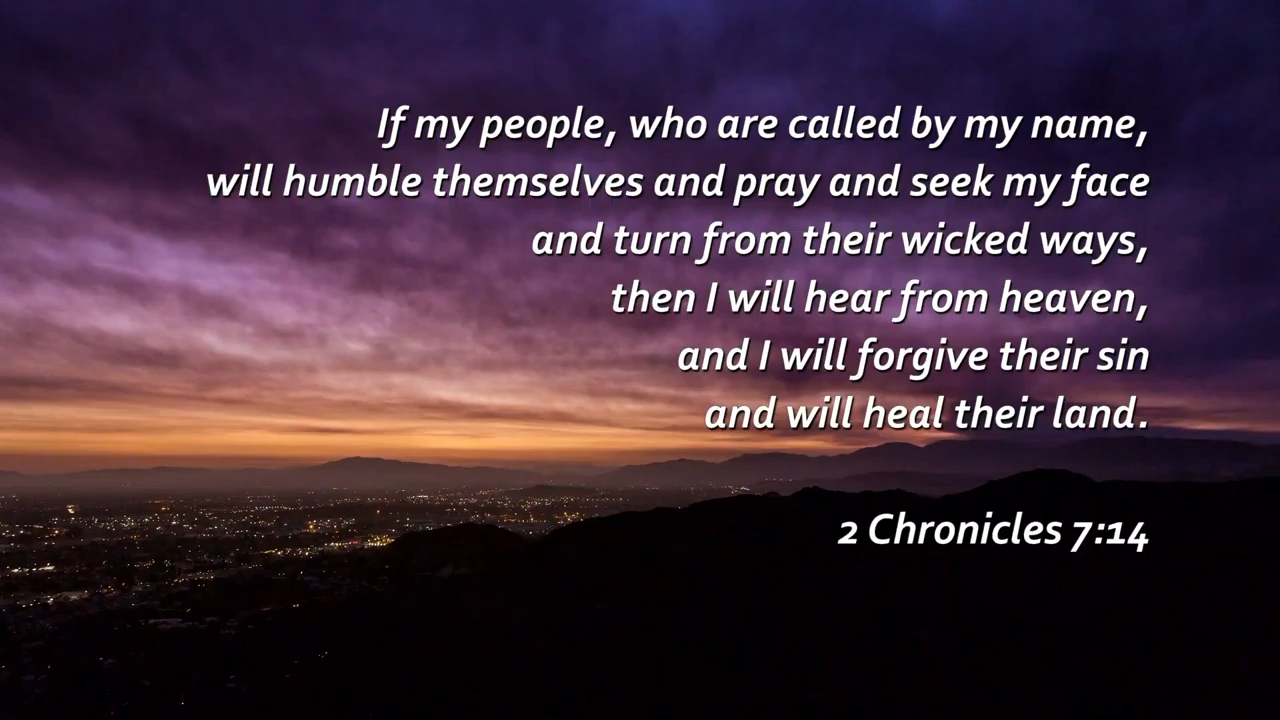 If my people, who are called by my name,
will humble themselves and pray and seek my face
and turn from their wicked ways,
then I will hear from heaven,
and I will forgive their sin
and will heal their land.
2 Chronicles 7:14